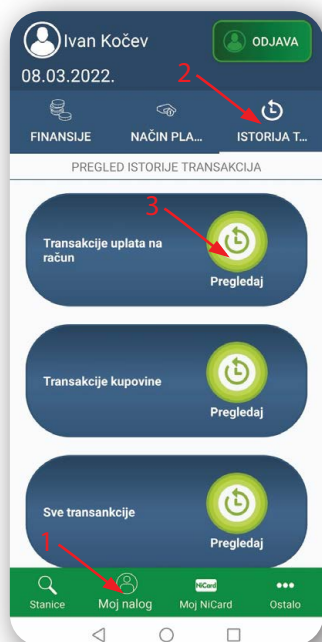 Ivan Kočev
ODJAVA
08.03.2022.
2
FINANSIJE
NAČIN PLA...
ISTORIJA T...
PREGLED ISTORIJE TRANSAKCIJA
3
Transakcije uplata na
račun
Pregledaj
Transakcije kupovine
Pregledaj
Sve transankcije
Pregledaj
1
NiCard
Stanice
Moj nalog
Moj NiCard
Ostalo